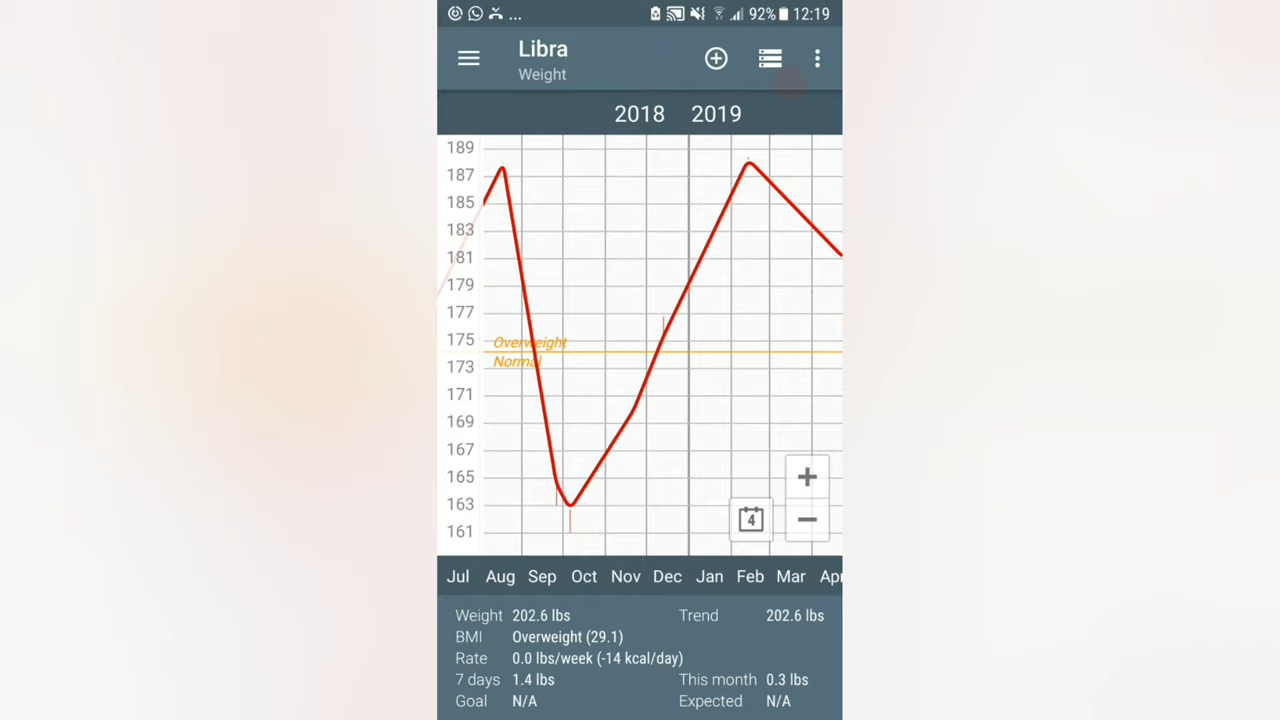 ... 92% 12:19
Libra
Weight
2018 2019
189
187
185
183
181
179
177
175
173
171
169
167
165
163
161
Overweight
Normal
4
Jul Aug Sep Oct Nov Dec Jan Feb Mar Apr
Weight 202.6 lbs Trend 202.6 lbs
BMI Overweight (29.1)
Rate 0.0 lbs/week (-14 kcal/day)
7 days 1.4 lbs This month 0.3 lbs
Goal N/A Expected N/A